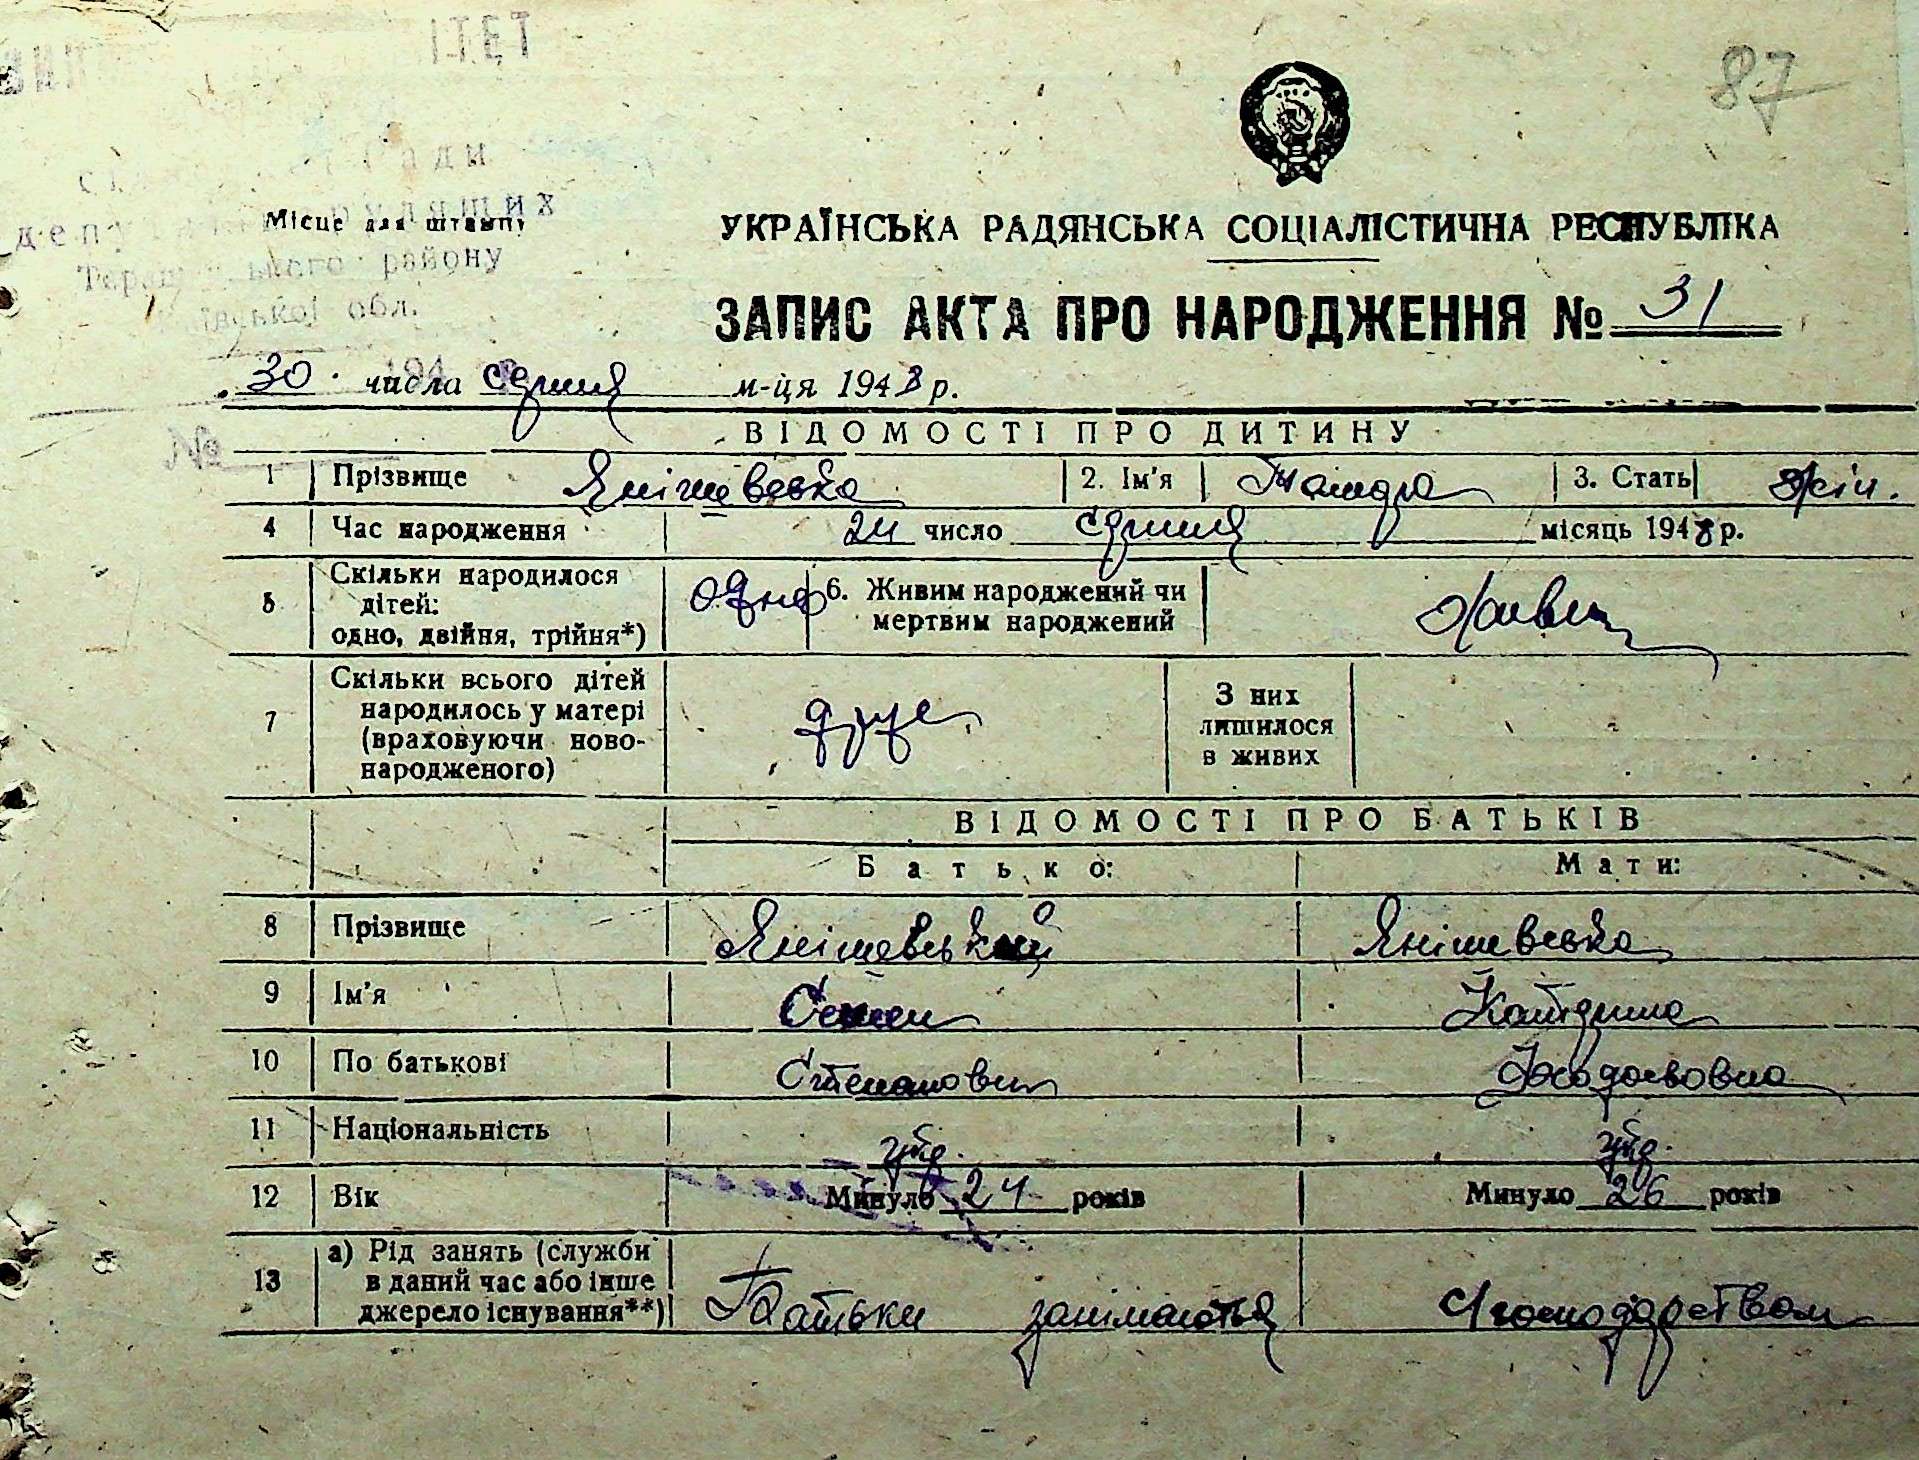 ІТЕТ
87
ради
депутатів трудящих
Місце для штампу
району
обл.
УКРАЇНСЬКА РАДЯНСЬКА СОЦІАЛІСТИЧНА РЕСПУБЛІКА
ЗАПИС АКТА ПРО НАРОДЖЕННЯ № 31
30 числа серпня м-ця 1948 р.
№
ВІДОМОСТІ ПРО ДИТИНУ
1 Прізвище Янішевська 2. Ім'я 3. Стать жін.
4 Час народження 24 число серпня місяць 1948 р.
5 Скільки народилося дітей: одно, двійня, трійня*) одно 6. Живим народжений чи мертвим народжений живим
7 Скільки всього дітей народилось у матері (враховуючи новонародженого) друге З них лишилося в живих
ВІДОМОСТІ ПРО БАТЬКІВ
Батько: Мати:
8 Прізвище Янішевський Янішевська
9 Ім'я Семен Катерина
10 По батькові Степанович
11 Національність укр. укр.
12 Вік Минуло 24 років Минуло 26 років
13 а) Рід занять (служби в даний час або інше джерело існування**) Батьки занімаються с/господарством